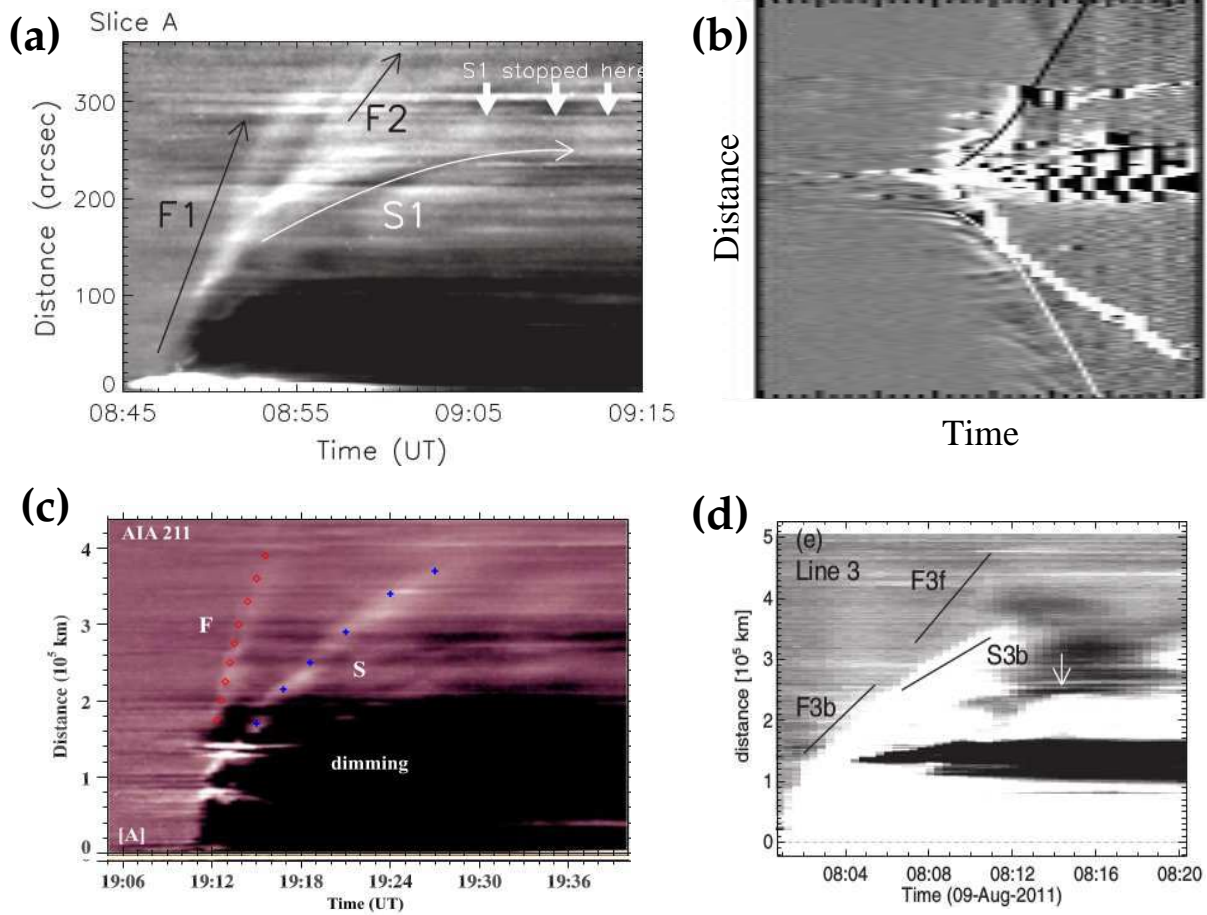 (a)
Slice A
Distance (arcsec)
300
200
100
0
F1
F2
S1 stopped here
S1
08:45
08:55
09:05
09:15
Time (UT)
(b)
Distance
Time
(c)
AIA 211
Distance (10⁵ km)
4
3
2
1
0
F
S
dimming
[A]
19:06
19:12
19:18
19:24
19:30
19:36
Time (UT)
(d)
(e)
Line 3
distance [10⁵ km]
5
4
3
2
1
0
F3f
S3b
F3b
08:04
08:08
08:12
08:16
08:20
Time (09-Aug-2011)